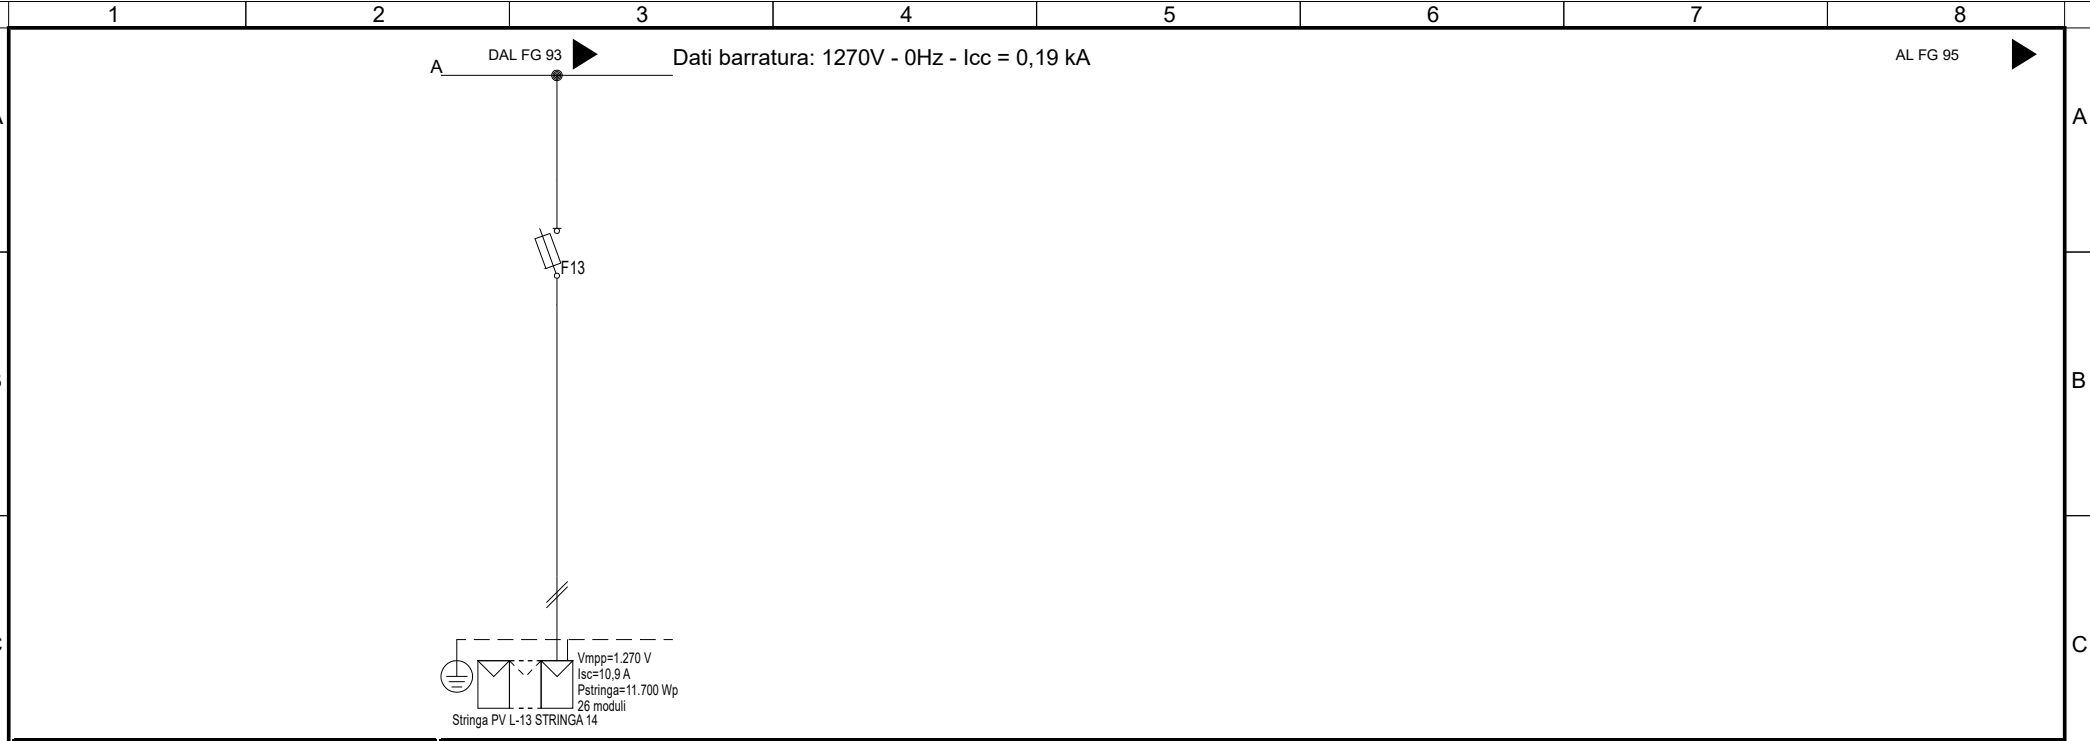 1 2 3 4 5 6 7 8
DAL FG 93
Dati barratura: 1270V - 0Hz - Icc = 0,19 kA
AL FG 95
A
A
F13
B
C
Vmpp=1.270 V
Isc=10,9 A
Pstringa=11.700 Wp
26 moduli
Stringa PV L-13 STRINGA 14